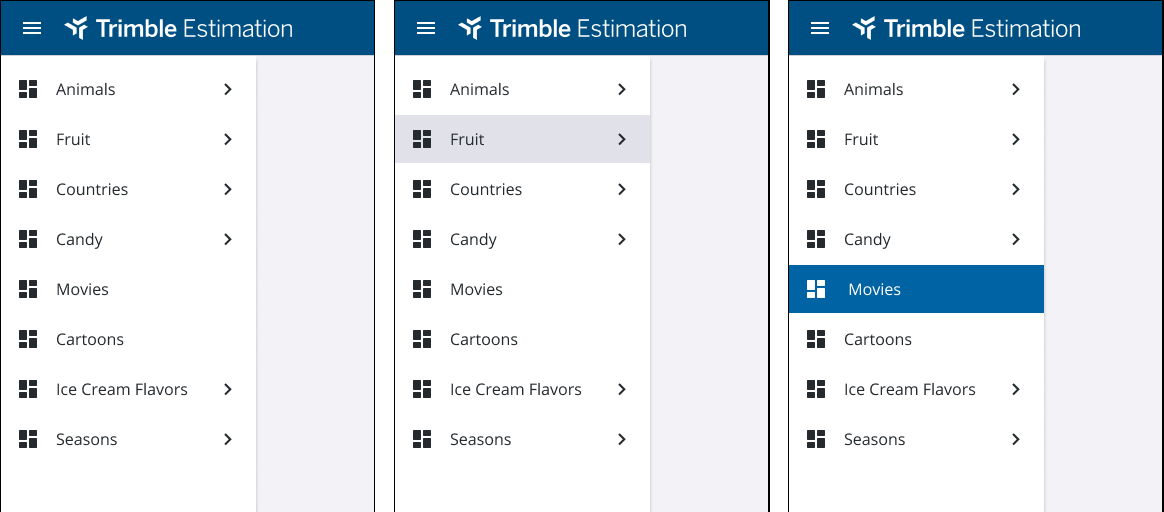 Trimble Estimation
Animals
Fruit
Countries
Candy
Movies
Cartoons
Ice Cream Flavors
Seasons
Trimble Estimation
Animals
Fruit
Countries
Candy
Movies
Cartoons
Ice Cream Flavors
Seasons
Trimble Estimation
Animals
Fruit
Countries
Candy
Movies
Cartoons
Ice Cream Flavors
Seasons